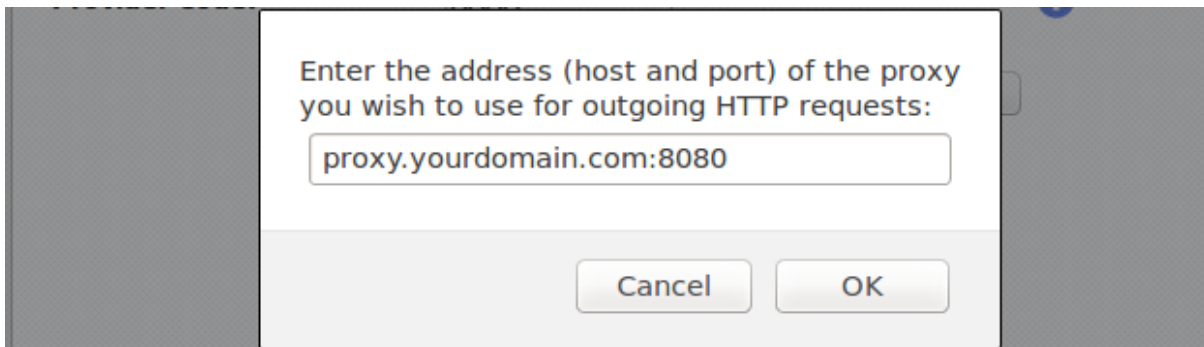 Enter the address (host and port) of the proxy
you wish to use for outgoing HTTP requests:
proxy.yourdomain.com:8080
Cancel
OK